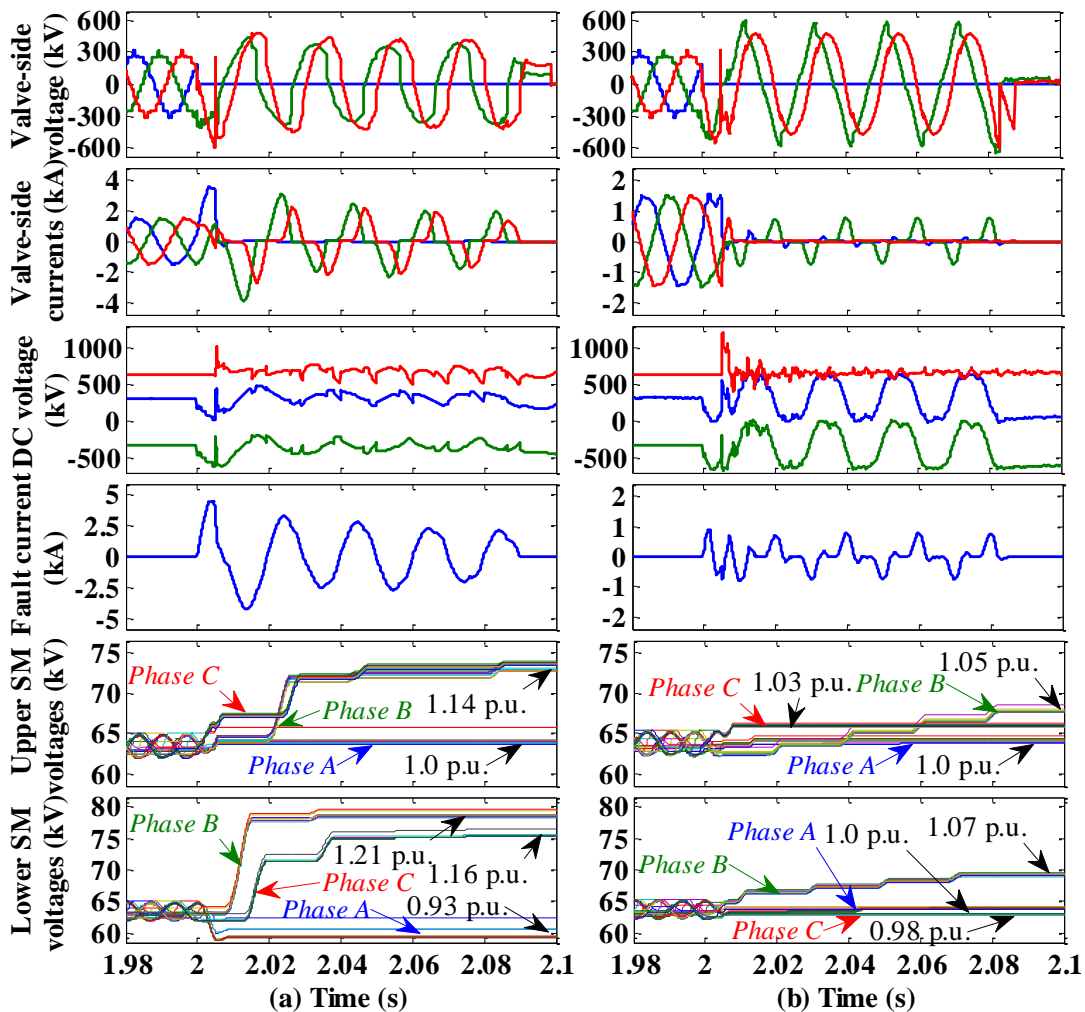 Valve-side voltage (kV)
600
300
0
-300
-600
600
300
0
-300
-600
Valve-side currents (kA)
4
2
0
-2
-4
2
1
0
-1
-2
DC voltage (kV)
1000
500
0
-500
1000
500
0
-500
Fault current (kA)
5
2.5
0
-2.5
-5
2
1
0
-1
-2
Upper SM voltages (kV)
75
70
65
60
Phase C
Phase B
1.14 p.u.
Phase A
1.0 p.u.
75
70
65
60
Phase C
1.03 p.u.
Phase B
1.05 p.u.
Phase A
1.0 p.u.
Lower SM voltages (kV)
80
75
70
65
60
Phase B
1.21 p.u.
1.16 p.u.
Phase C
Phase A
0.93 p.u.
80
75
70
65
60
Phase A
1.0 p.u.
1.07 p.u.
Phase B
Phase C
0.98 p.u.
1.98 2 2.02 2.04 2.06 2.08 2.1
1.98 2 2.02 2.04 2.06 2.08 2.1
(a) Time (s)
(b) Time (s)